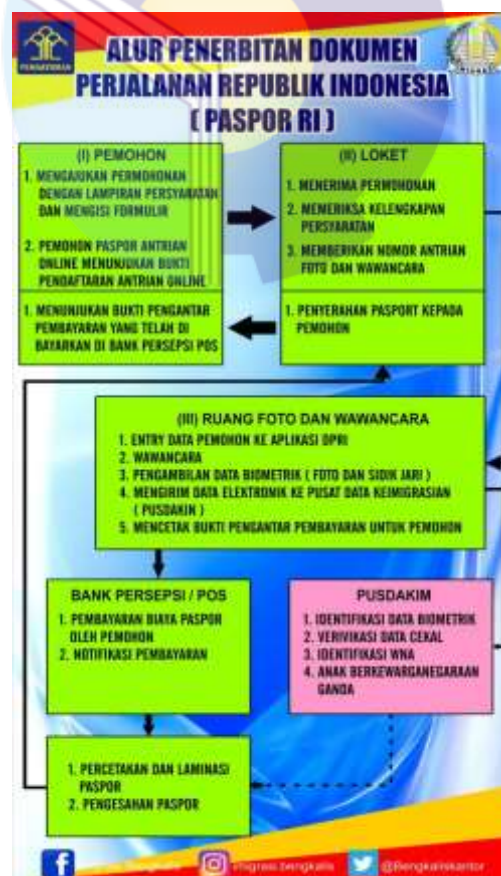 PENGAYOMAN
IMIGRASI
ALUR PENERBITAN DOKUMEN
PERJALANAN REPUBLIK INDONESIA
( PASPOR RI )
(I) PEMOHON
1. MENGAJUKAN PERMOHONAN
DENGAN LAMPIRAN PERSYARATAN
DAN MENGISI FORMULIR
2. PEMOHON PASPOR ANTRIAN
ONLINE MENUNJUKAN BUKTI
PENDAFTARAN ANTRIAN ONLINE
1. MENUNJUKAN BUKTI PENGANTAR
PEMBAYARAN YANG TELAH DI
BAYARKAN DI BANK PERSEPSI POS
(II) LOKET
1. MENERIMA PERMOHONAN
2. MEMERIKSA KELENGKAPAN
PERSYARATAN
3. MEMBERIKAN NOMOR ANTRIAN
FOTO DAN WAWANCARA
1. PENYERAHAN PASPORT KEPADA
PEMOHON
(III) RUANG FOTO DAN WAWANCARA
1. ENTRY DATA PEMOHON KE APLIKASI DPRI
2. WAWANCARA
3. PENGAMBILAN DATA BIOMETRIK ( FOTO DAN SIDIK JARI )
4. MENGIRIM DATA ELEKTRONIK KE PUSAT DATA KEIMIGRASIAN
( PUSDAKIN )
5. MENCETAK BUKTI PENGANTAR PEMBAYARAN UNTUK PEMOHON
BANK PERSEPSI / POS
1. PEMBAYARAN BIAYA PASPOR
OLEH PEMOHON
2. NOTIFIKASI PEMBAYARAN
PUSDAKIM
1. IDENTIFIKASI DATA BIOMETRIK
2. VERIVIKASI DATA CEKAL
3. IDENTIFIKASI WNA
4. ANAK BERKEWARGANEGARAAN
GANDA
1. PERCETAKAN DAN LAMINASI
PASPOR
2. PENGESAHAN PASPOR
Bengkalis
imigrasi.bengkalis
@Bengkaliskantor